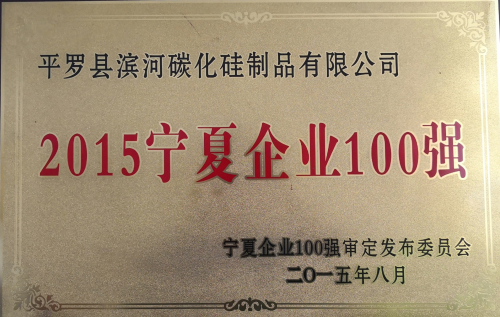 平罗县滨河碳化硅制品有限公司
2015宁夏企业100强
宁夏企业100强审定发布委员会
二〇一五年八月